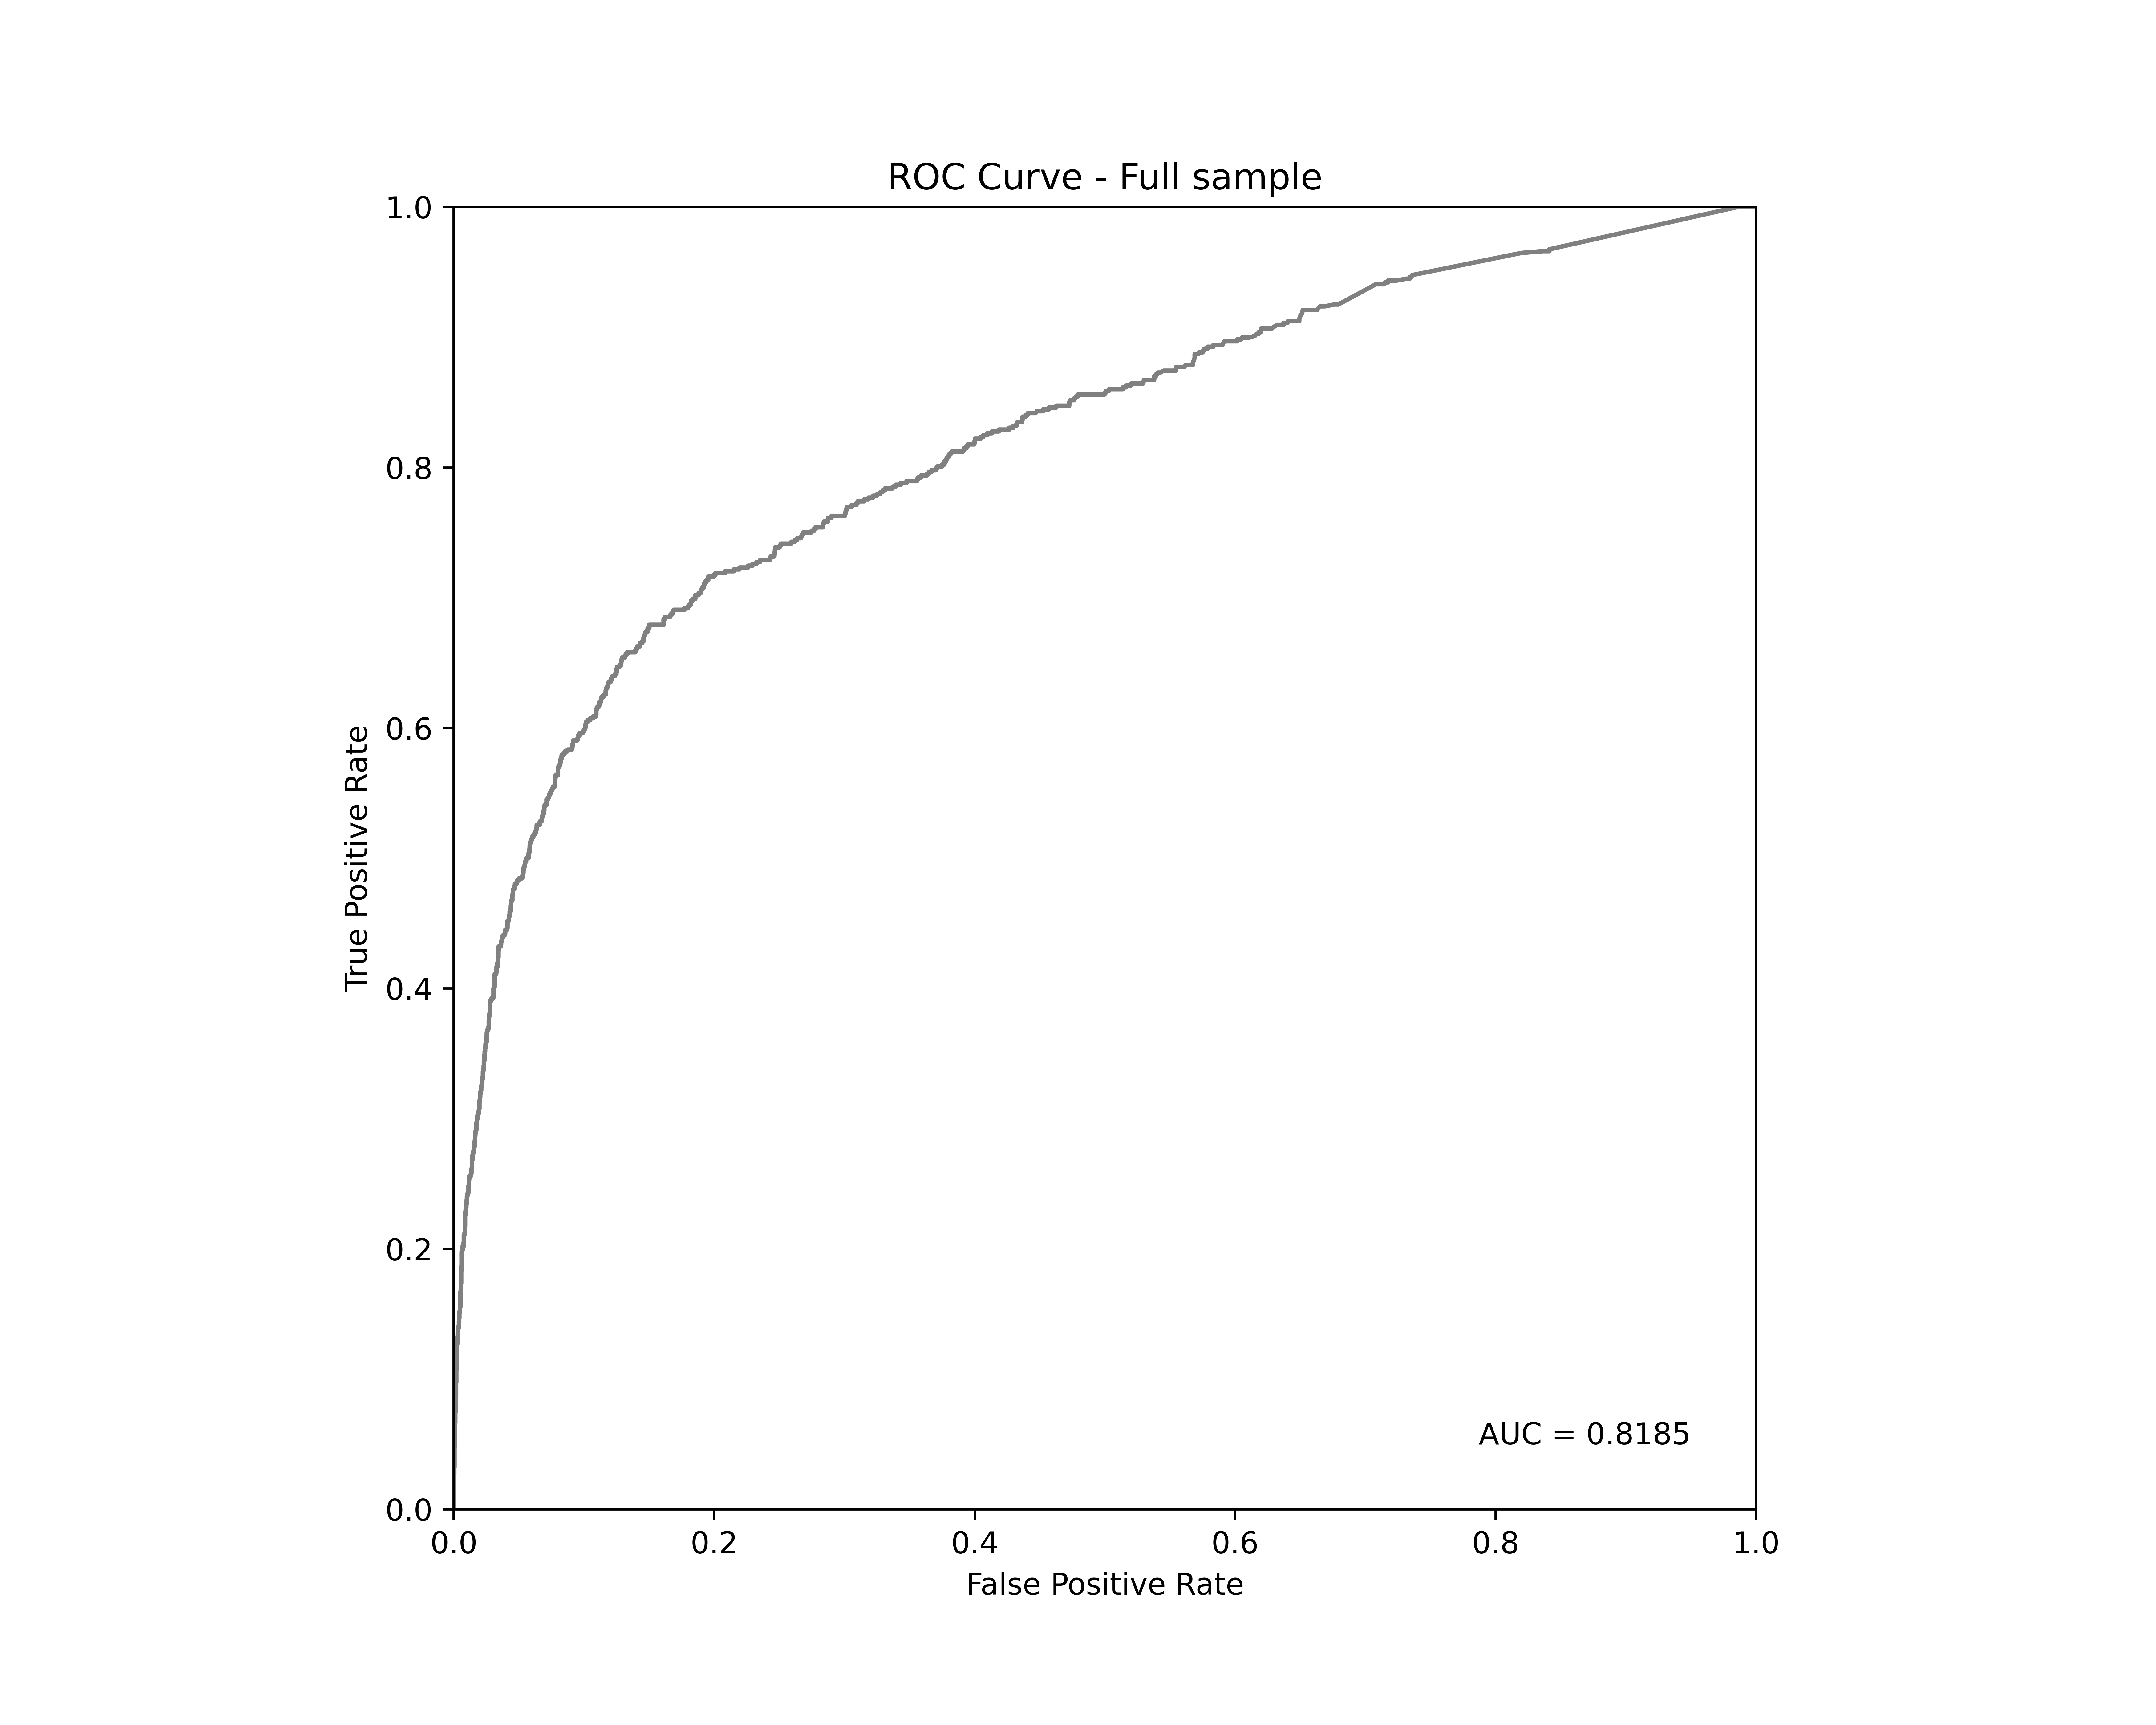 ROC Curve - Full sample
1.0
0.8
0.6
0.4
0.2
0.0
True Positive Rate
AUC = 0.8185
0.0 0.2 0.4 0.6 0.8 1.0
False Positive Rate